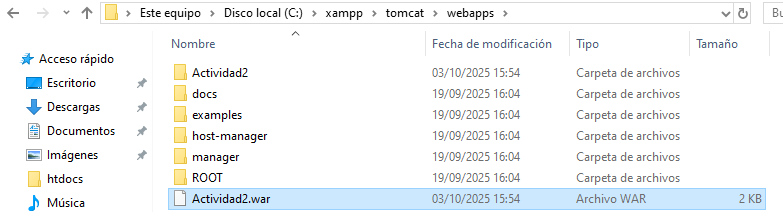 Este equipo > Disco local (C:) > xampp > tomcat > webapps >
Nombre Fecha de modificación Tipo Tamaño
Acceso rápido
Escritorio
Descargas
Documentos
Imágenes
htdocs
Música
Actividad2 03/10/2025 15:54 Carpeta de archivos
docs 19/09/2025 16:04 Carpeta de archivos
examples 19/09/2025 16:04 Carpeta de archivos
host-manager 19/09/2025 16:04 Carpeta de archivos
manager 19/09/2025 16:04 Carpeta de archivos
ROOT 19/09/2025 16:04 Carpeta de archivos
Actividad2.war 03/10/2025 15:54 Archivo WAR 2 KB